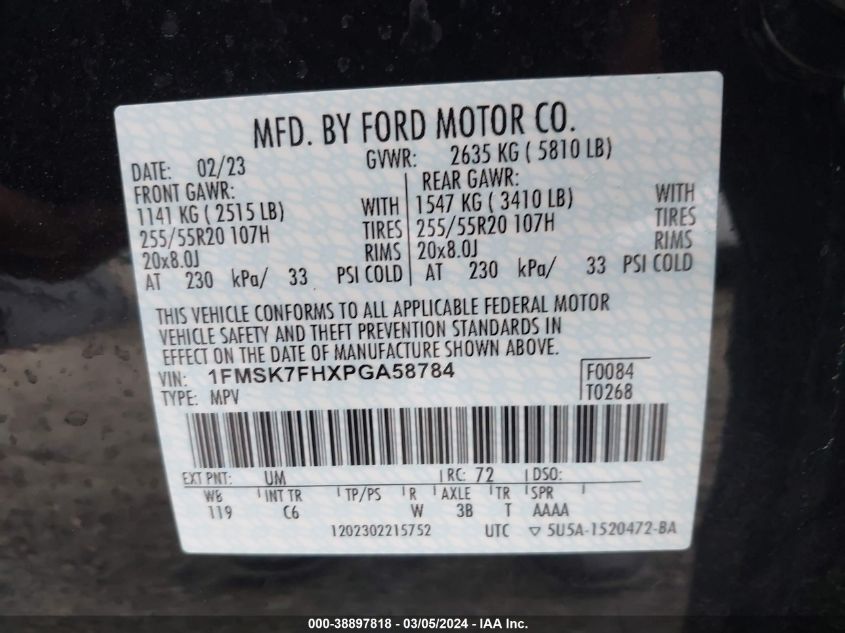 MFD. BY FORD MOTOR CO.
DATE: 02/23 GVWR: 2635 KG ( 5810 LB)
FRONT GAWR: REAR GAWR:
1141 KG ( 2515 LB) WITH 1547 KG ( 3410 LB) WITH
255/55R20 107H TIRES 255/55R20 107H TIRES
20x8.0J RIMS 20x8.0J RIMS
AT 230 kPa/ 33 PSI COLD AT 230 kPa/ 33 PSI COLD
THIS VEHICLE CONFORMS TO ALL APPLICABLE FEDERAL MOTOR
VEHICLE SAFETY AND THEFT PREVENTION STANDARDS IN
EFFECT ON THE DATE OF MANUFACTURE SHOWN ABOVE.
VIN: 1FMSK7FHXPGA58784 F0084
TYPE: MPV T0268
EXT PNT: UM RC: 72 DSO:
WB INT TR TP/PS R AXLE TR SPR
119 C6 W 3B T AAAA
1202302215752 UTC ▽ 5U5A-1520472-BA
000-38897818 | 03/05/2024 - IAA Inc.